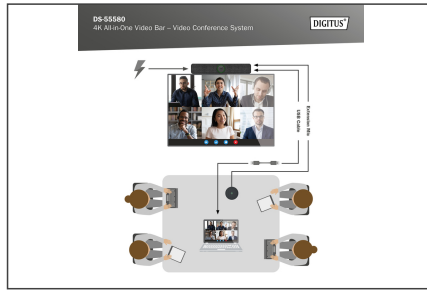 DS-55580
4K All-in-One Video Bar – Video Conference System
DIGITUS®
Extension Mic
USB Cable